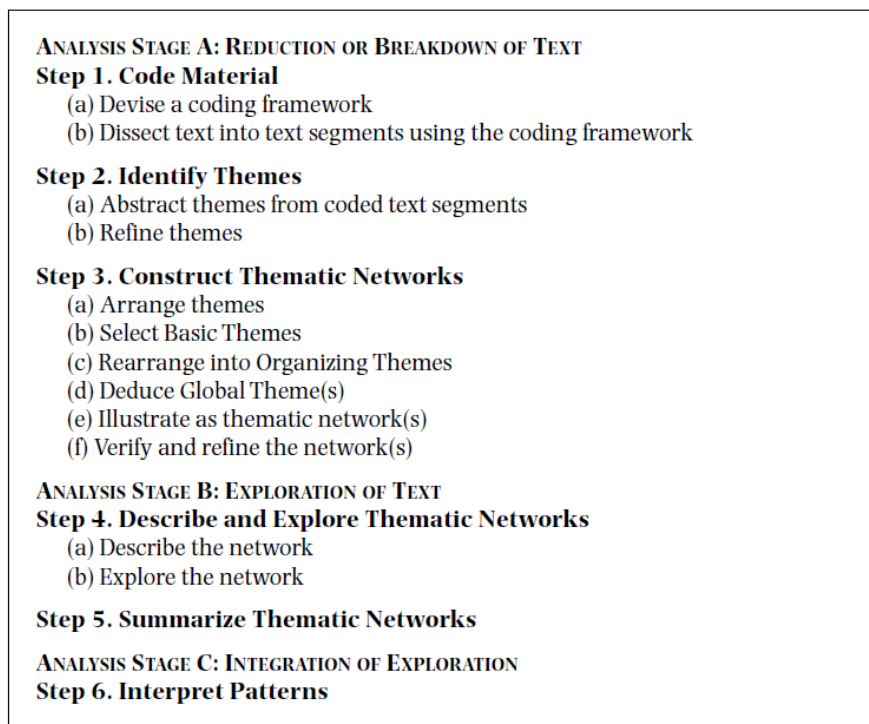 ANALYSIS STAGE A: REDUCTION OR BREAKDOWN OF TEXT
Step 1. Code Material
(a) Devise a coding framework
(b) Dissect text into text segments using the coding framework
Step 2. Identify Themes
(a) Abstract themes from coded text segments
(b) Refine themes
Step 3. Construct Thematic Networks
(a) Arrange themes
(b) Select Basic Themes
(c) Rearrange into Organizing Themes
(d) Deduce Global Theme(s)
(e) Illustrate as thematic network(s)
(f) Verify and refine the network(s)
ANALYSIS STAGE B: EXPLORATION OF TEXT
Step 4. Describe and Explore Thematic Networks
(a) Describe the network
(b) Explore the network
Step 5. Summarize Thematic Networks
ANALYSIS STAGE C: INTEGRATION OF EXPLORATION
Step 6. Interpret Patterns